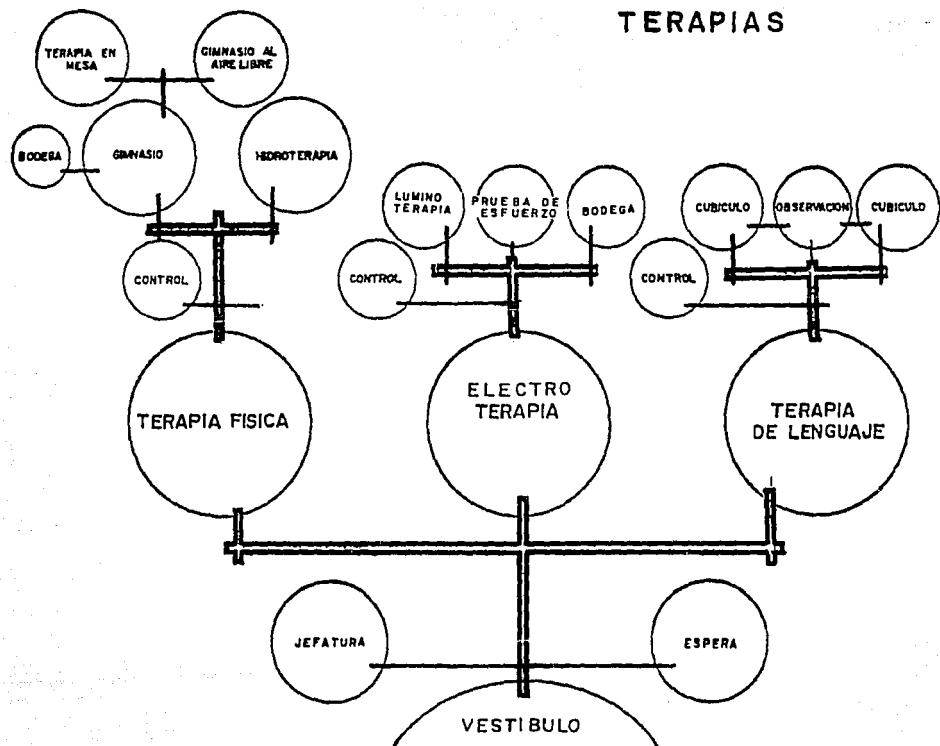 TERAPIAS
TERAPIA EN
MESA
GIMNASIO AL
AIRE LIBRE
BODEGA
GIMNASIO
HIDROTERAPIA
CONTROL
LUMINO
TERAPIA
PRUEBA DE
ESFUERZO
BODEGA
CONTROL
CUBICULO
OBSERVACION
CUBICULO
CONTROL
TERAPIA FISICA
ELECTRO
TERAPIA
TERAPIA
DE LENGUAJE
JEFATURA
ESPERA
VESTIBULO